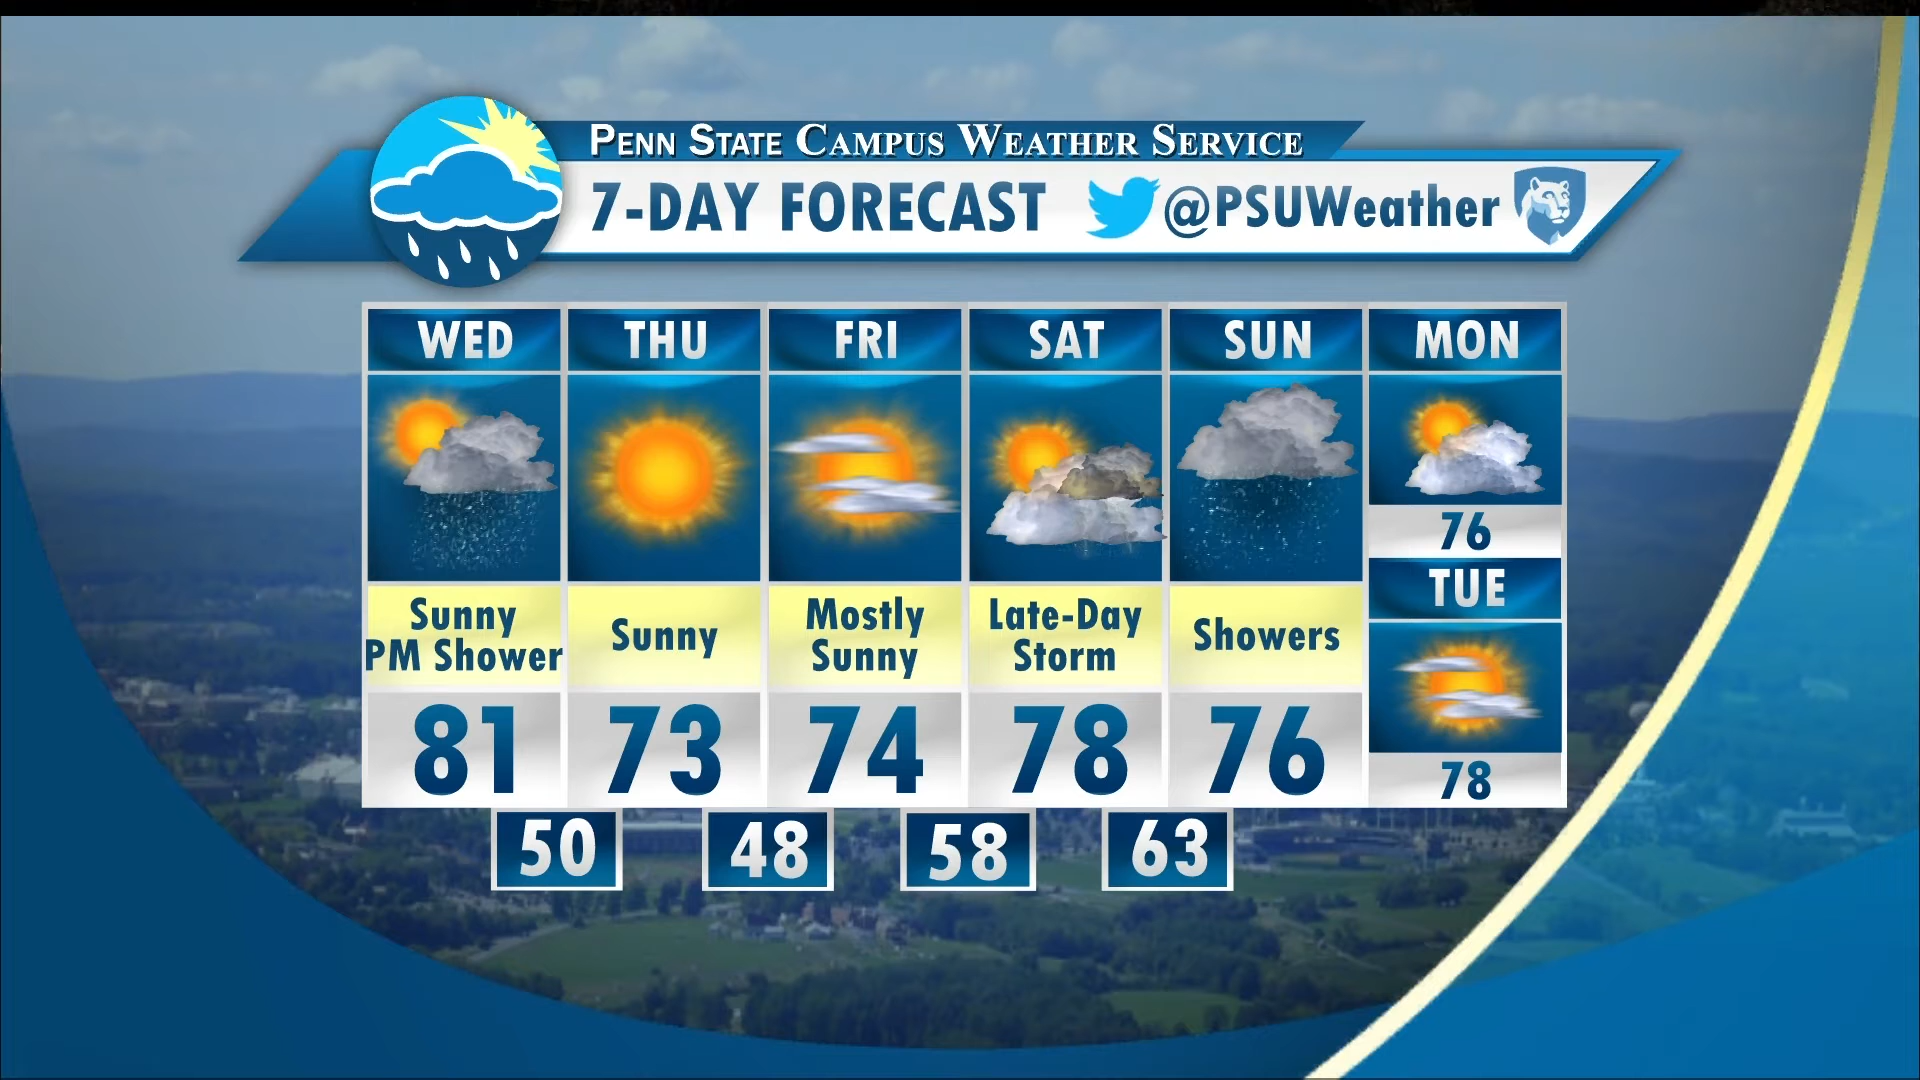 PENN STATE CAMPUS WEATHER SERVICE
7-DAY FORECAST @PSUWeather
WED THU FRI SAT SUN MON
76
TUE
Sunny
PM Shower
Sunny
Mostly
Sunny
Late-Day
Storm
Showers
81 73 74 78 76 78
50 48 58 63